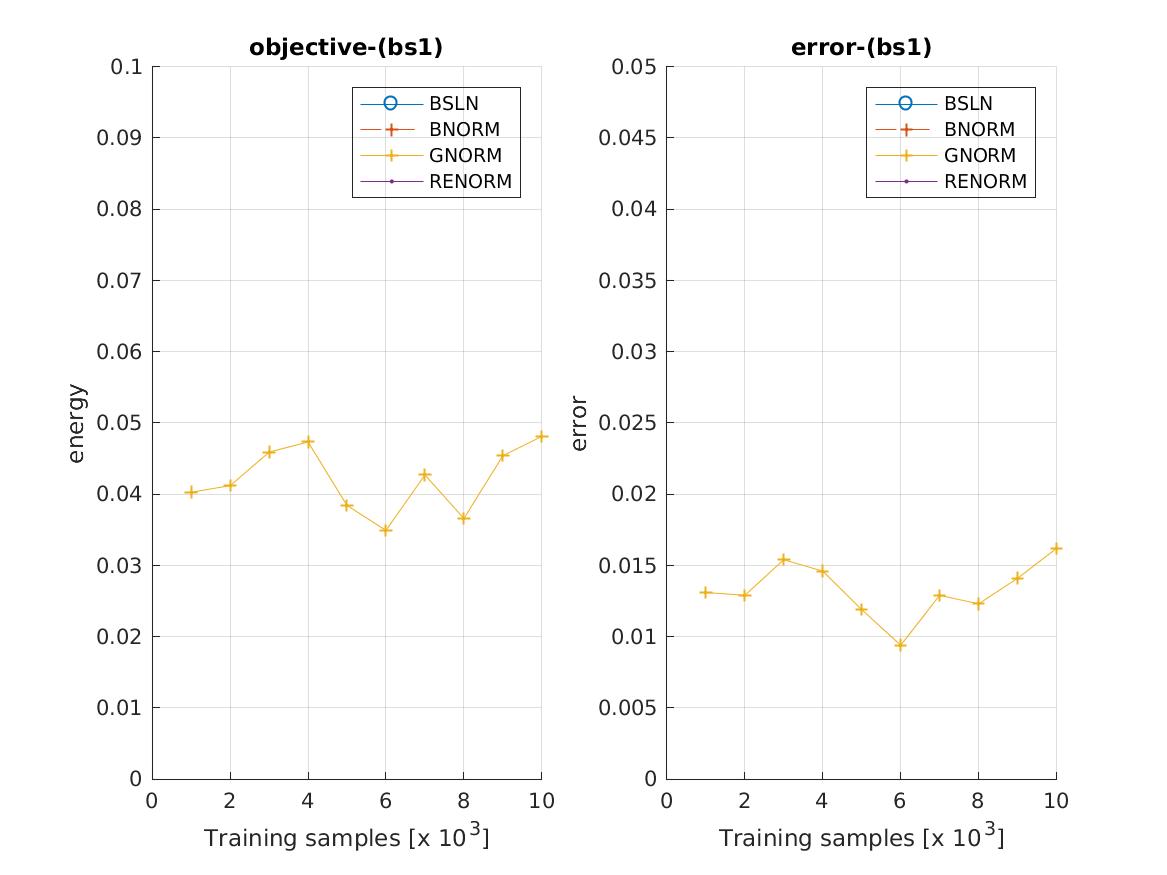 objective-(bs1)
energy
0.1
0.09
0.08
0.07
0.06
0.05
0.04
0.03
0.02
0.01
0
0 2 4 6 8 10
Training samples [x 10^3]
BSLN
BNORM
GNORM
RENORM
error-(bs1)
error
0.05
0.045
0.04
0.035
0.03
0.025
0.02
0.015
0.01
0.005
0
0 2 4 6 8 10
Training samples [x 10^3]
BSLN
BNORM
GNORM
RENORM